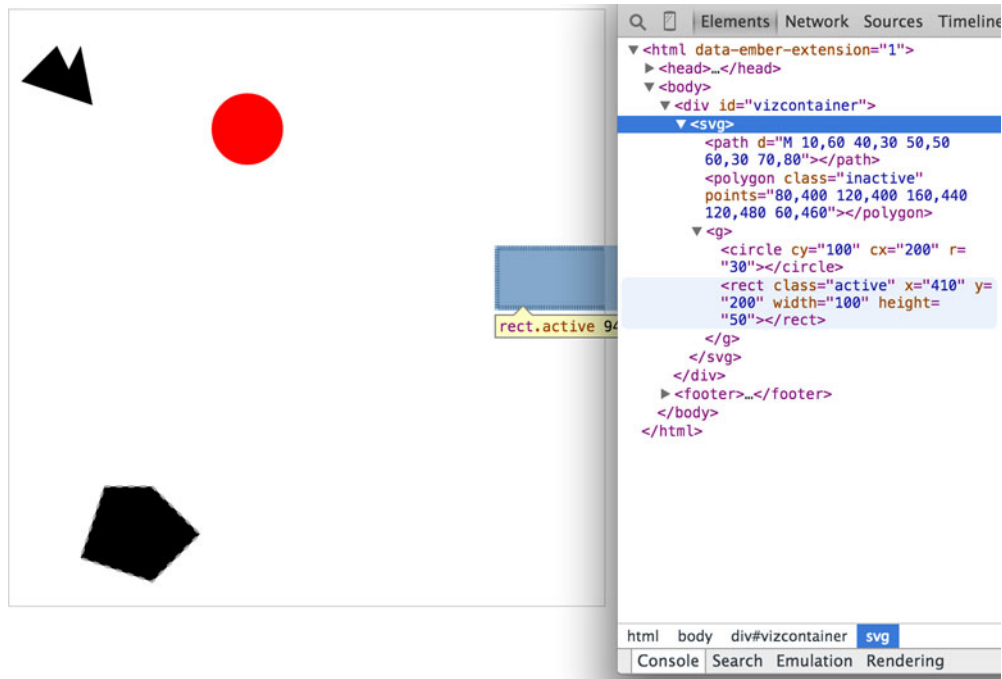 Elements Network Sources Timeline
<html data-ember-extension="1">
<head>…</head>
<body>
<div id="vizcontainer">
<svg>
<path d="M 10,60 40,30 50,50
60,30 70,80"></path>
<polygon class="inactive"
points="80,400 120,400 160,440
120,480 60,460"></polygon>
<g>
<circle cy="100" cx="200" r=
"30"></circle>
<rect class="active" x="410" y=
"200" width="100" height=
"50"></rect>
</g>
</svg>
</div>
<footer>…</footer>
</body>
</html>
rect.active 94
html body div#vizcontainer svg
Console Search Emulation Rendering